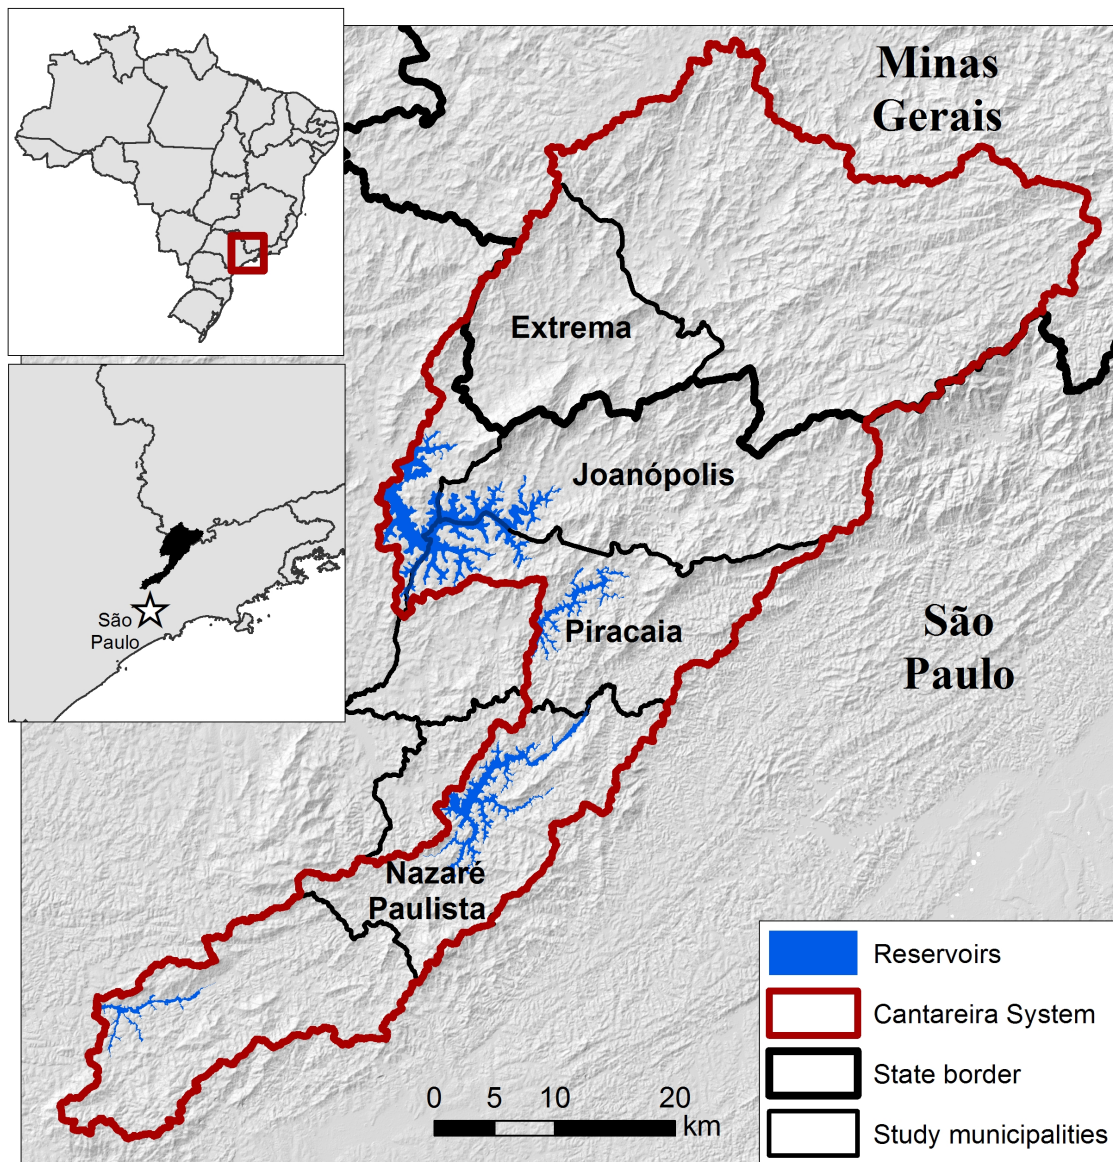 Minas
Gerais
Extrema
Joanópolis
São
Paulo
Piracaia
São
Paulo
Nazaré
Paulista
Reservoirs
Cantareira System
State border
Study municipalities
0 5 10 20
km